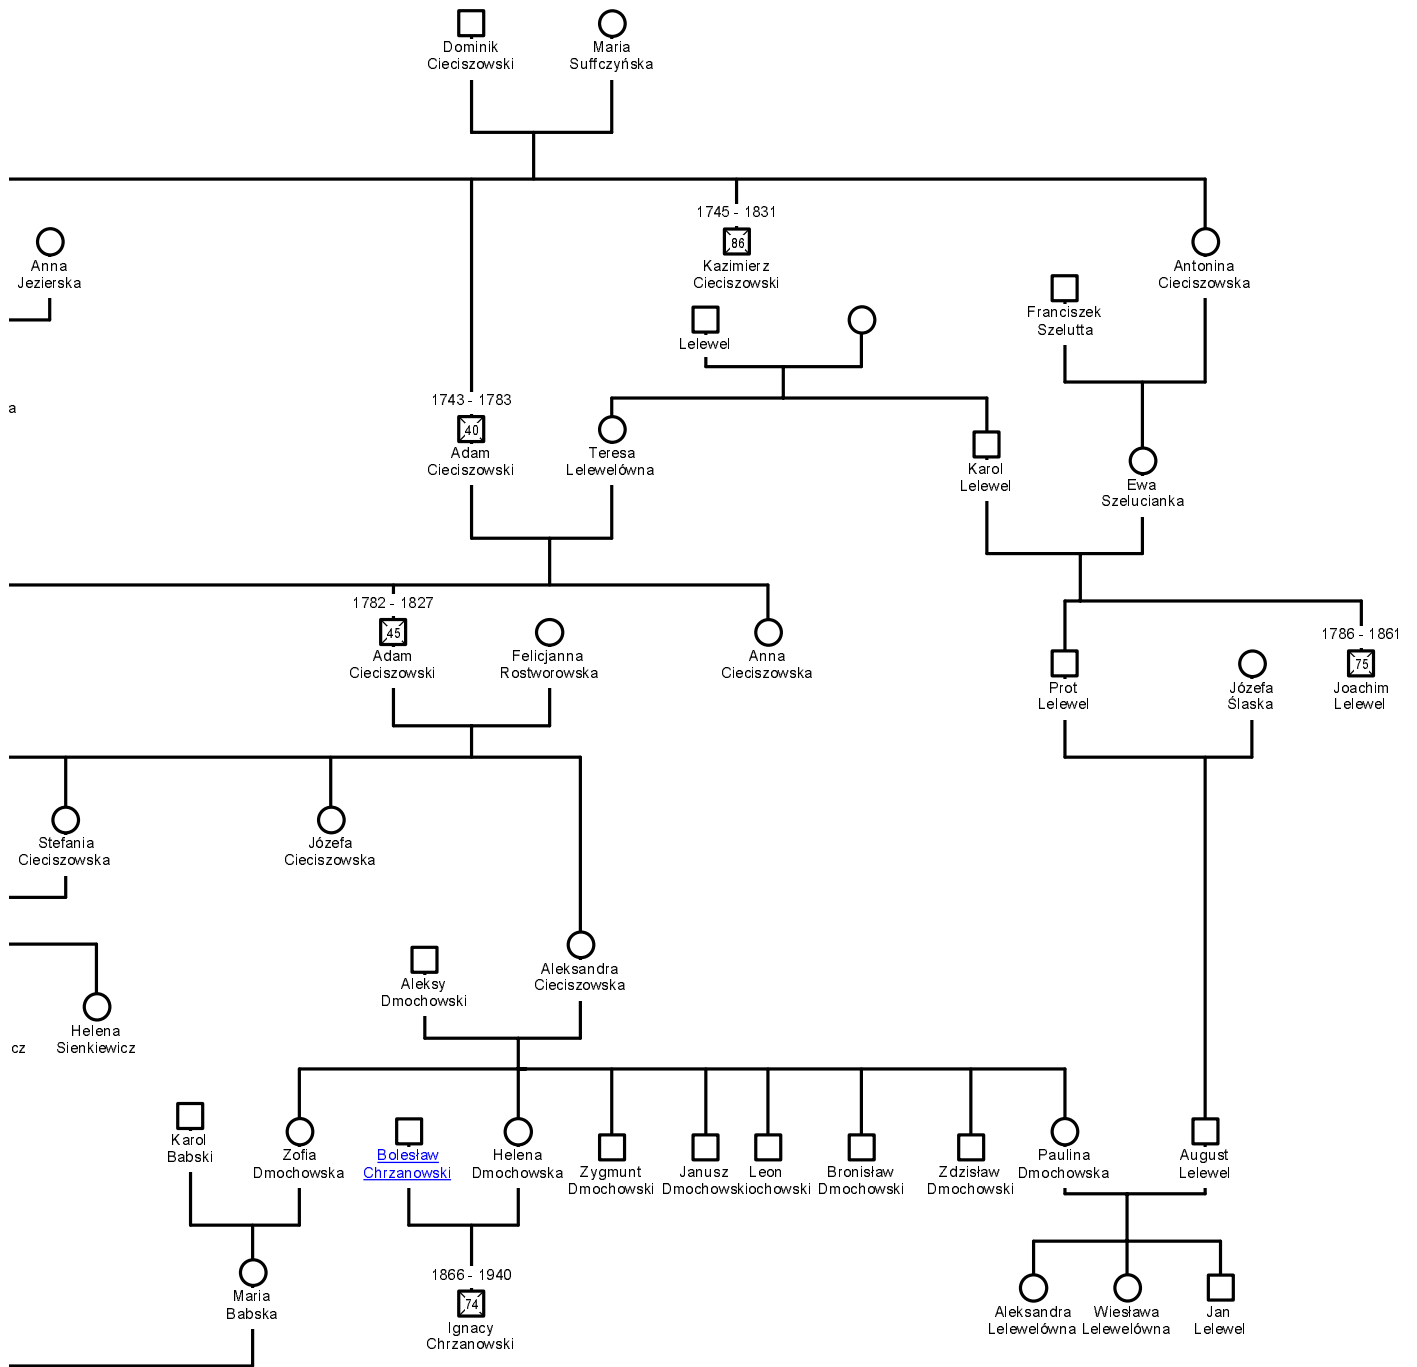 Dominik
Cieciszowski
Maria
Suffczyńska
1745 - 1831
86
Kazimierz
Cieciszowski
Anna
Jezierska
Antonina
Cieciszowska
Franciszek
Szelutta
Lelewel
a
1743 - 1783
40
Adam
Cieciszowski
Teresa
Lelewelówna
Karol
Lelewel
Ewa
Szelucianka
1782 - 1827
45
Adam
Cieciszowski
Felicjanna
Rostworowska
Anna
Cieciszowska
Prot
Lelewel
Józefa
Ślaska
1786 - 1861
75
Joachim
Lelewel
Stefania
Cieciszowska
Józefa
Cieciszowska
Aleksy
Dmochowski
Aleksandra
Cieciszowska
cz
Helena
Sienkiewicz
Karol
Babski
Zofia
Dmochowska
Bolesław
Chrzanowski
Helena
Dmochowska
Zygmunt
Dmochowski
Janusz
Leon
Bronisław
Dmochowski
Zdzisław
Dmochowski
Paulina
Dmochowska
August
Lelewel
Maria
Babska
1866 - 1940
74
Ignacy
Chrzanowski
Aleksandra
Lelewelówna
Wiesława
Lelewelówna
Jan
Lelewel